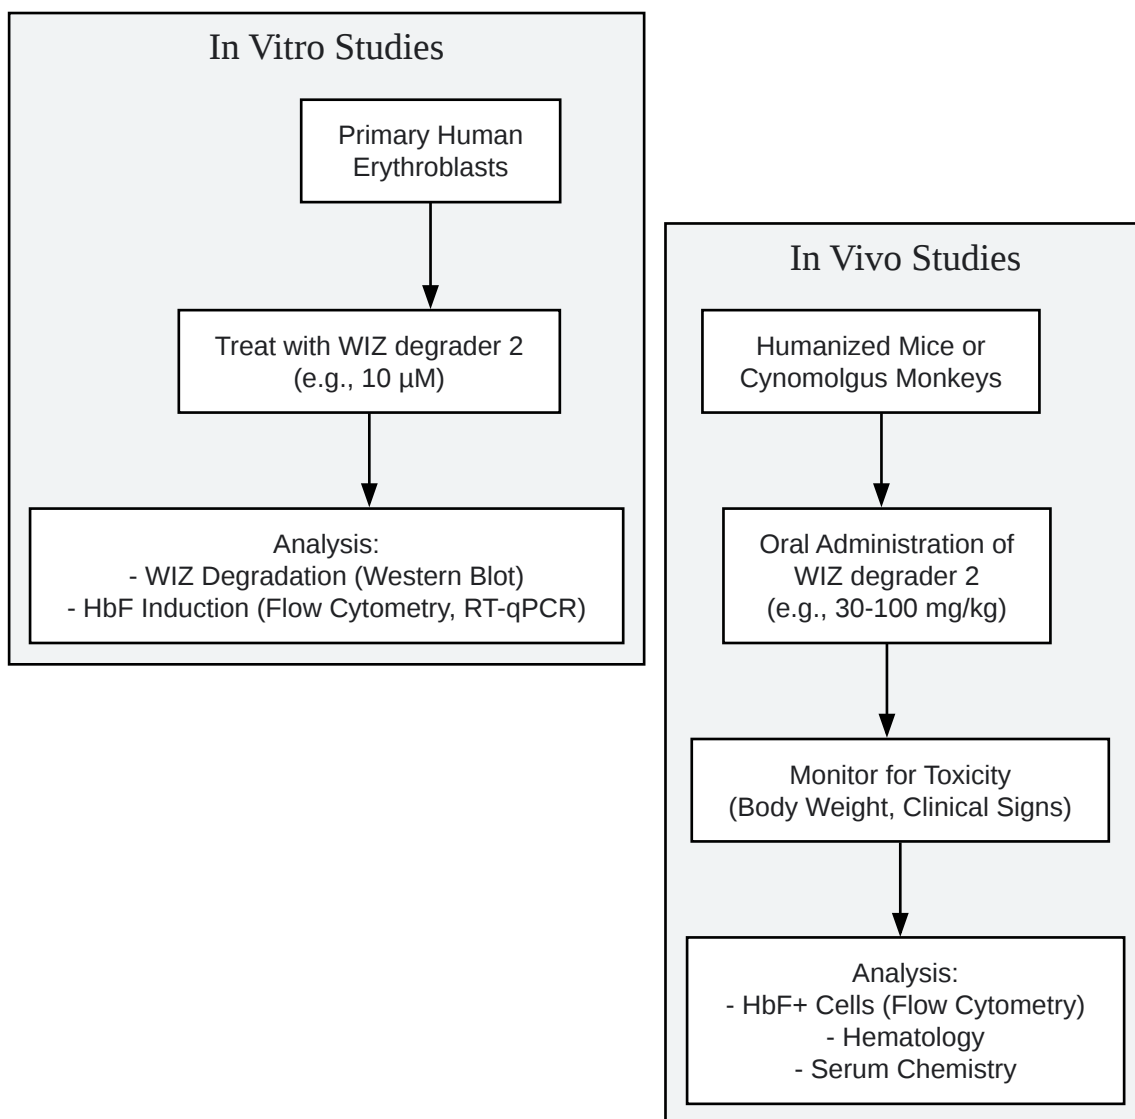 In Vitro Studies
Primary Human
Erythroblasts
Treat with WIZ degrader 2
(e.g., 10 µM)
Analysis:
- WIZ Degradation (Western Blot)
- HbF Induction (Flow Cytometry, RT-qPCR)
In Vivo Studies
Humanized Mice or
Cynomolgus Monkeys
Oral Administration of
WIZ degrader 2
(e.g., 30-100 mg/kg)
Monitor for Toxicity
(Body Weight, Clinical Signs)
Analysis:
- HbF+ Cells (Flow Cytometry)
- Hematology
- Serum Chemistry